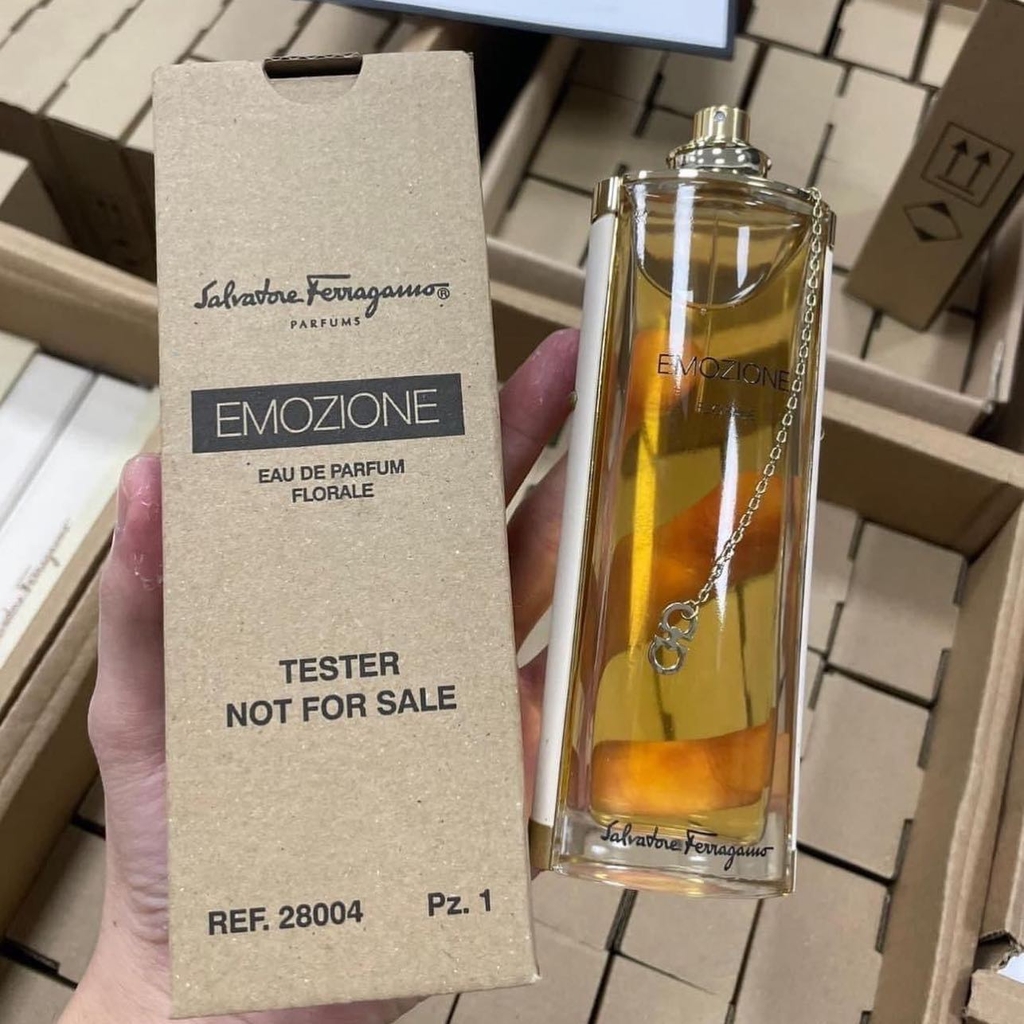 Salvatore Ferragamo®
PARFUMS
EMOZIONE
EAU DE PARFUM
FLORALE
TESTER
NOT FOR SALE
REF. 28004
Pz. 1
EMOZIONE
Salvatore Ferragamo